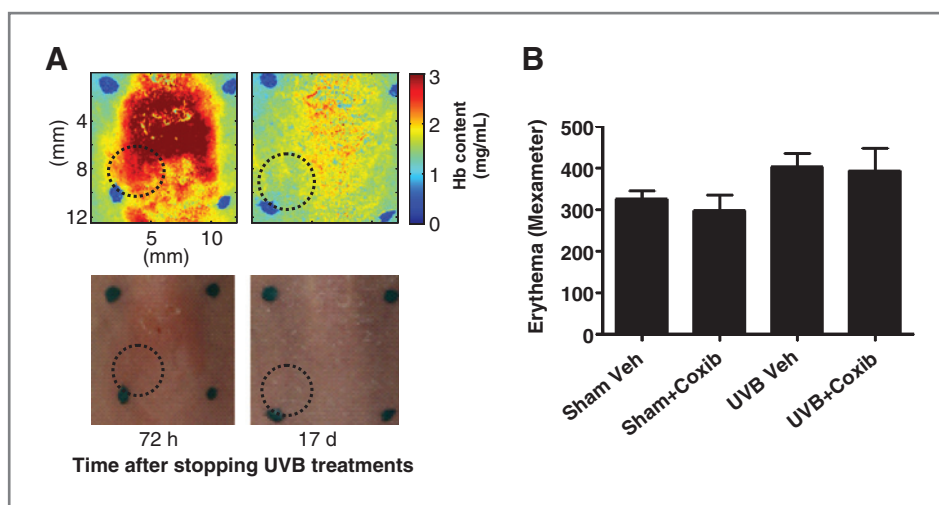 A
4
8
12
(mm)
5 10
(mm)
3
2
1
0
Hb content
(mg/mL)
72 h 17 d
Time after stopping UVB treatments
B
500
400
300
200
100
0
Erythema (Mexameter)
Sham Veh
Sham+Coxib
UVB Veh
UVB+Coxib